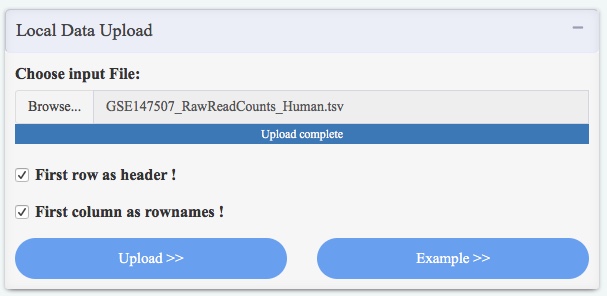 Local Data Upload
Choose input File:
Browse... GSE147507_RawReadCounts_Human.tsv
Upload complete
First row as header !
First column as rownames !
Upload >> Example >>